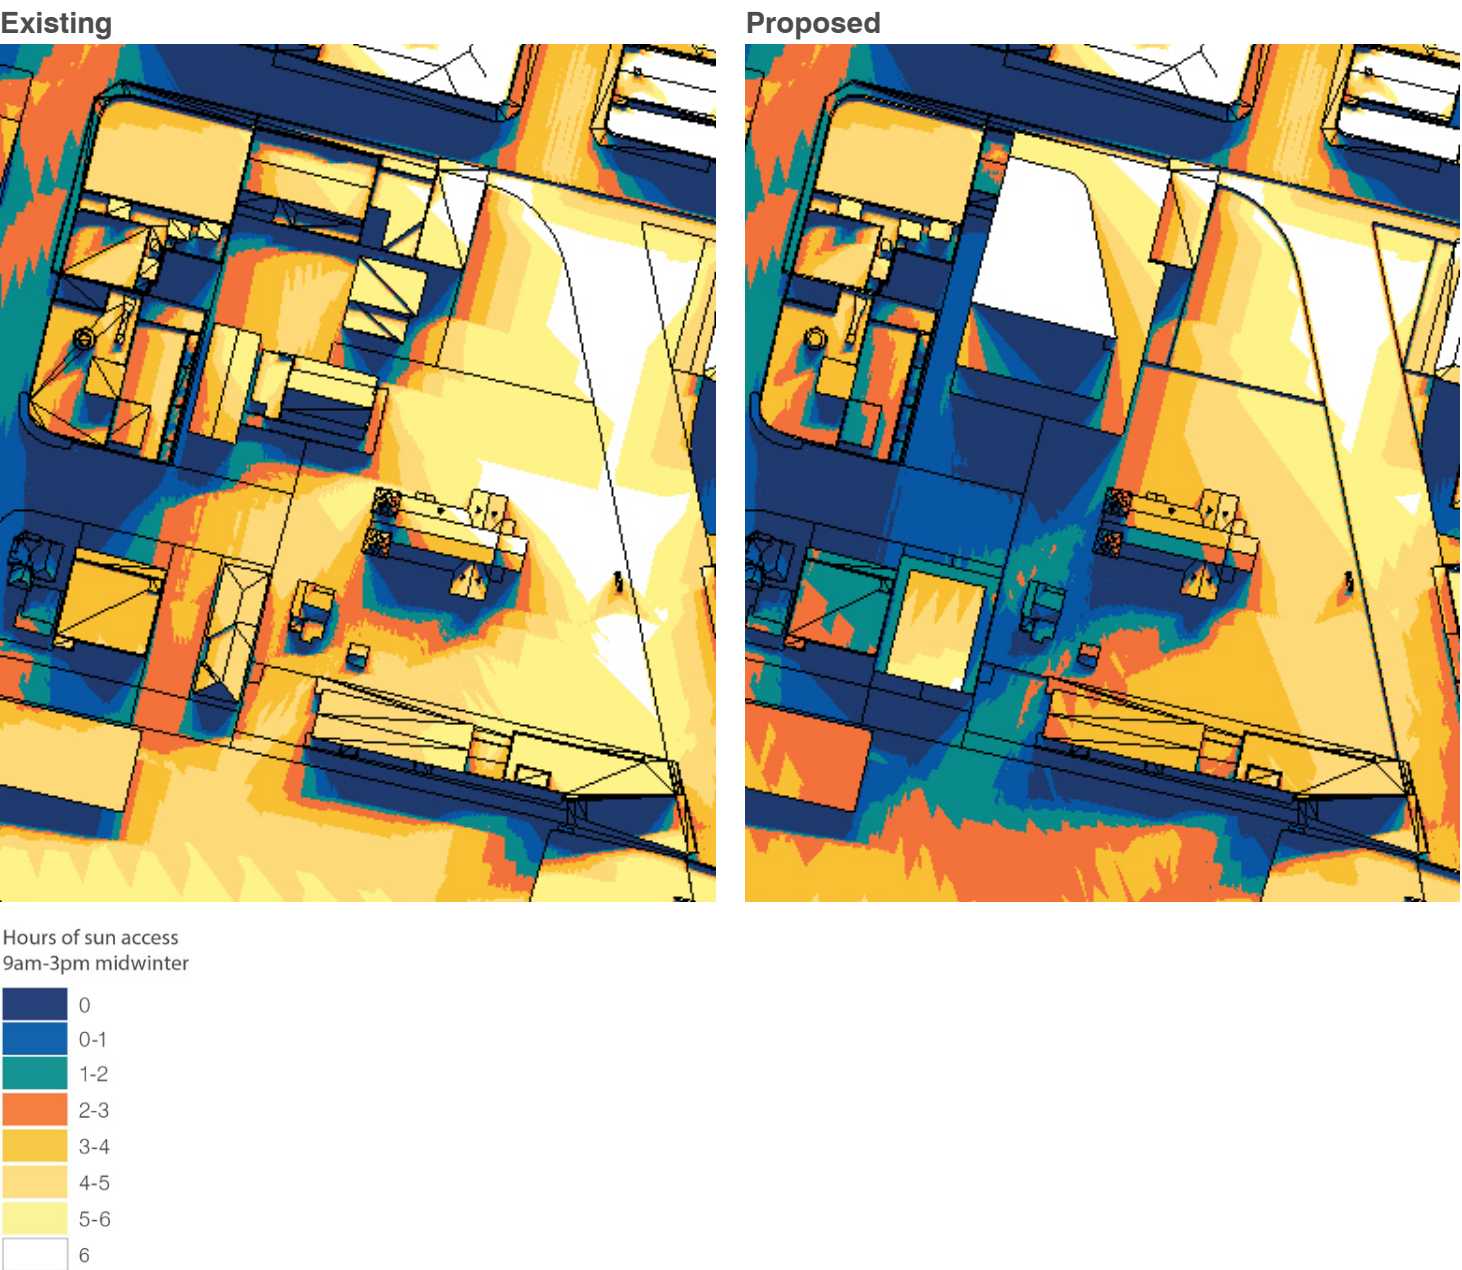 Existing
Proposed
Hours of sun access
9am-3pm midwinter
0
0-1
1-2
2-3
3-4
4-5
5-6
6